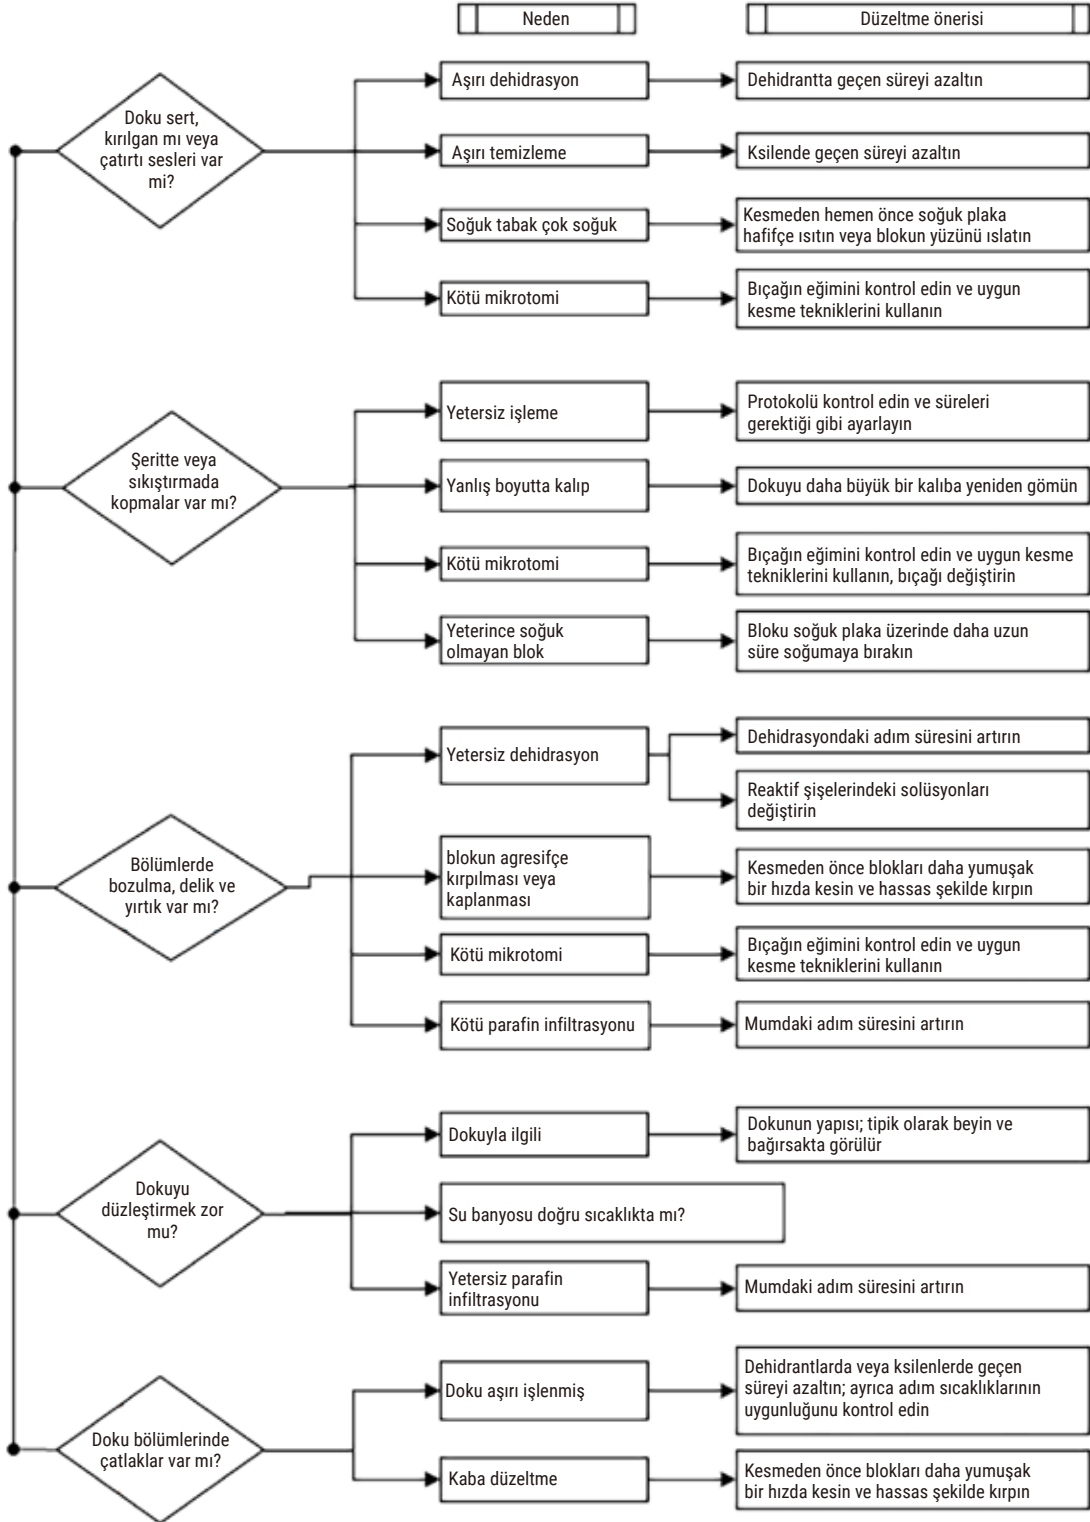 Neden
Düzeltme önerisi
Doku sert,
kırılgan mı veya
çatırtı sesleri var
mi?
Aşırı dehidrasyon
Dehidrantta geçen süreyi azaltın
Aşırı temizleme
Ksilende geçen süreyi azaltın
Soğuk tabak çok soğuk
Kesmeden hemen önce soğuk plaka
hafifçe ısıtın veya blokun yüzünü ıslatın
Kötü mikrotomi
Bıçağın eğimini kontrol edin ve uygun
kesme tekniklerini kullanın
Şeritte veya
sıkıştırmada
kopmalar var mı?
Yetersiz işleme
Protokolü kontrol edin ve süreleri
gerektiği gibi ayarlayın
Yanlış boyutta kalıp
Dokuyu daha büyük bir kalıba yeniden gömün
Kötü mikrotomi
Bıçağın eğimini kontrol edin ve uygun kesme
tekniklerini kullanın, bıçağı değiştirin
Yeterince soğuk
olmayan blok
Bloku soğuk plaka üzerinde daha uzun
süre soğumaya bırakın
Bölümlerde
bozulma, delik ve
yırtık var mı?
Yetersiz dehidrasyon
Dehidrasyondaki adım süresini artırın
Reaktif şişelerindeki solüsyonları
değiştirin
blokun agresifçe
kırpılması veya
kaplanması
Kesmeden önce blokları daha yumuşak
bir hızda kesin ve hassas şekilde kırpın
Kötü mikrotomi
Bıçağın eğimini kontrol edin ve uygun
kesme tekniklerini kullanın
Kötü parafin infiltrasyonu
Mumdaki adım süresini artırın
Dokuyu
düzleştirmek zor
mu?
Dokuyla ilgili
Dokunun yapısı; tipik olarak beyin ve
bağırsakta görülür
Su banyosu doğru sıcaklıkta mı?
Yetersiz parafin
infiltrasyonu
Mumdaki adım süresini artırın
Doku bölümlerinde
çatlaklar var mı?
Doku aşırı işlenmiş
Dehidrantlarda veya ksilenlerde geçen
süreyi azaltın; ayrıca adım sıcaklıklarının
uygunluğunu kontrol edin
Kaba düzeltme
Kesmeden önce blokları daha yumuşak
bir hızda kesin ve hassas şekilde kırpın